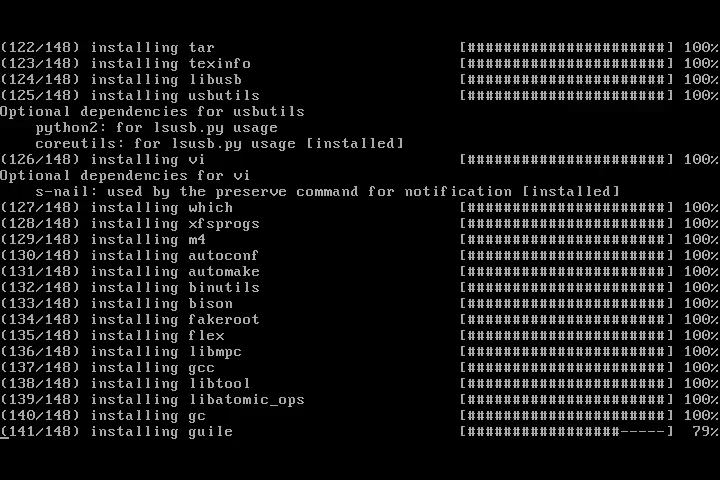 (122/148) installing tar [######################] 100%
(123/148) installing texinfo [######################] 100%
(124/148) installing libusb [######################] 100%
(125/148) installing usbutils [######################] 100%
Optional dependencies for usbutils
    python2: for lsusb.py usage
    coreutils: for lsusb.py usage [installed]
(126/148) installing vi [######################] 100%
Optional dependencies for vi
    s-nail: used by the preserve command for notification [installed]
(127/148) installing which [######################] 100%
(128/148) installing xfsprogs [######################] 100%
(129/148) installing m4 [######################] 100%
(130/148) installing autoconf [######################] 100%
(131/148) installing automake [######################] 100%
(132/148) installing binutils [######################] 100%
(133/148) installing bison [######################] 100%
(134/148) installing fakeroot [######################] 100%
(135/148) installing flex [######################] 100%
(136/148) installing libmpc [######################] 100%
(137/148) installing gcc [######################] 100%
(138/148) installing libtool [######################] 100%
(139/148) installing libatomic_ops [######################] 100%
(140/148) installing gc [######################] 100%
(141/148) installing guile [#################-----] 79%